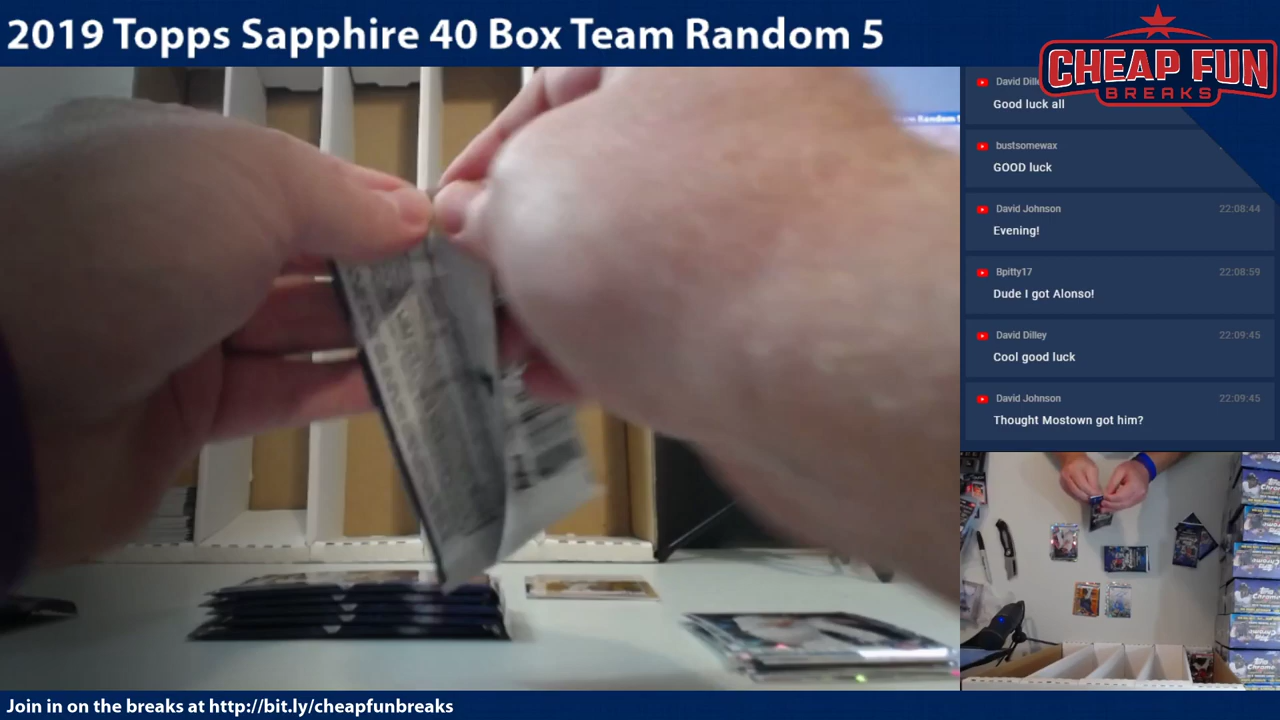 2019 Topps Sapphire 40 Box Team Random 5
CHEAP FUN
BREAKS
Good luck all
bustsomewax
GOOD luck
David Johnson 22:08:44
Evening!
Bpitty17 22:08:59
Dude I got Alonso!
David Dilley 22:09:45
Cool good luck
David Johnson 22:09:45
Thought Mostown got him?
Join in on the breaks at http://bit.ly/cheapfunbreaks